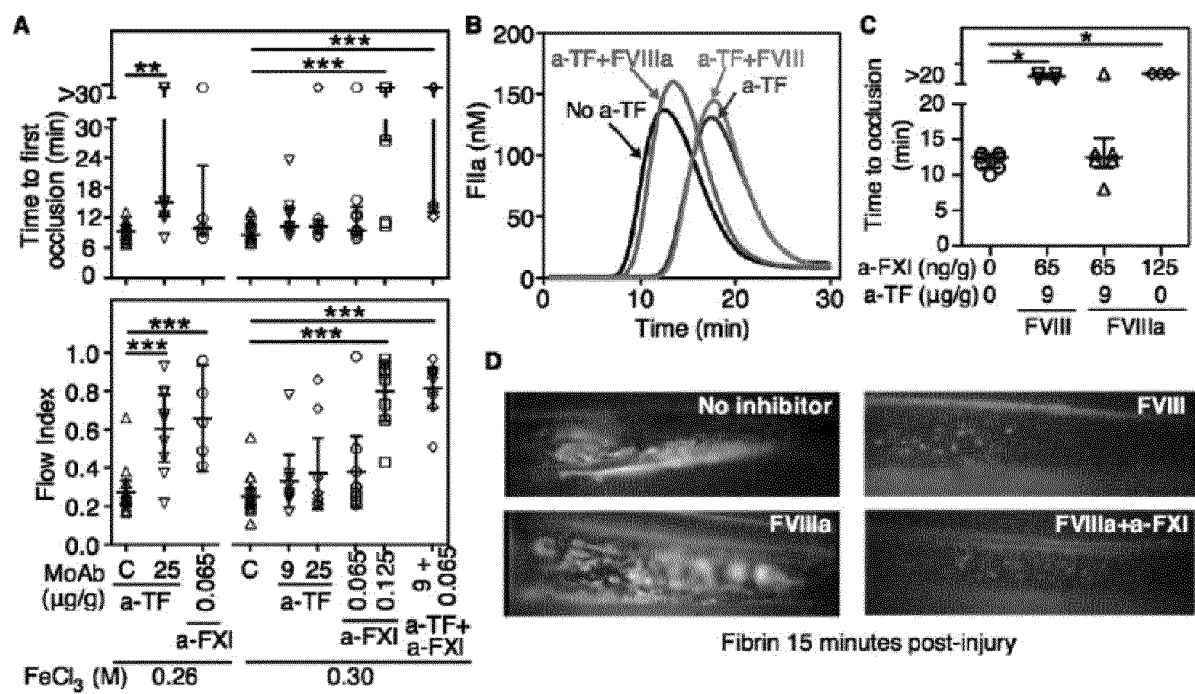 A
Time to first
occlusion (min)
>30
30
24
18
12
6
0
**
***
***
Flow Index
1.0
0.8
0.6
0.4
0.2
0.0
***
***
***
***
MoAb
(µg/g)
C 25 0.065 C 9 25 0.065 0.125 9 + 0.065
a-TF a-TF
a-FXI a-FXI a-TF+
a-FXI
FeCl3 (M) 0.26 0.30
B
FIIa (nM)
200
150
100
50
0
a-TF+FVIIIa a-TF+FVIII
a-TF
No a-TF
0 10 20 30
Time (min)
C
Time to occlusion
(min)
>20
20
15
10
5
0
*
*
a-FXI (ng/g) 0 65 65 125
a-TF (µg/g) 0 9 9 0
FVIII FVIIIa
D
No inhibitor
FVIII
FVIIIa
FVIIIa+a-FXI
Fibrin 15 minutes post-injury